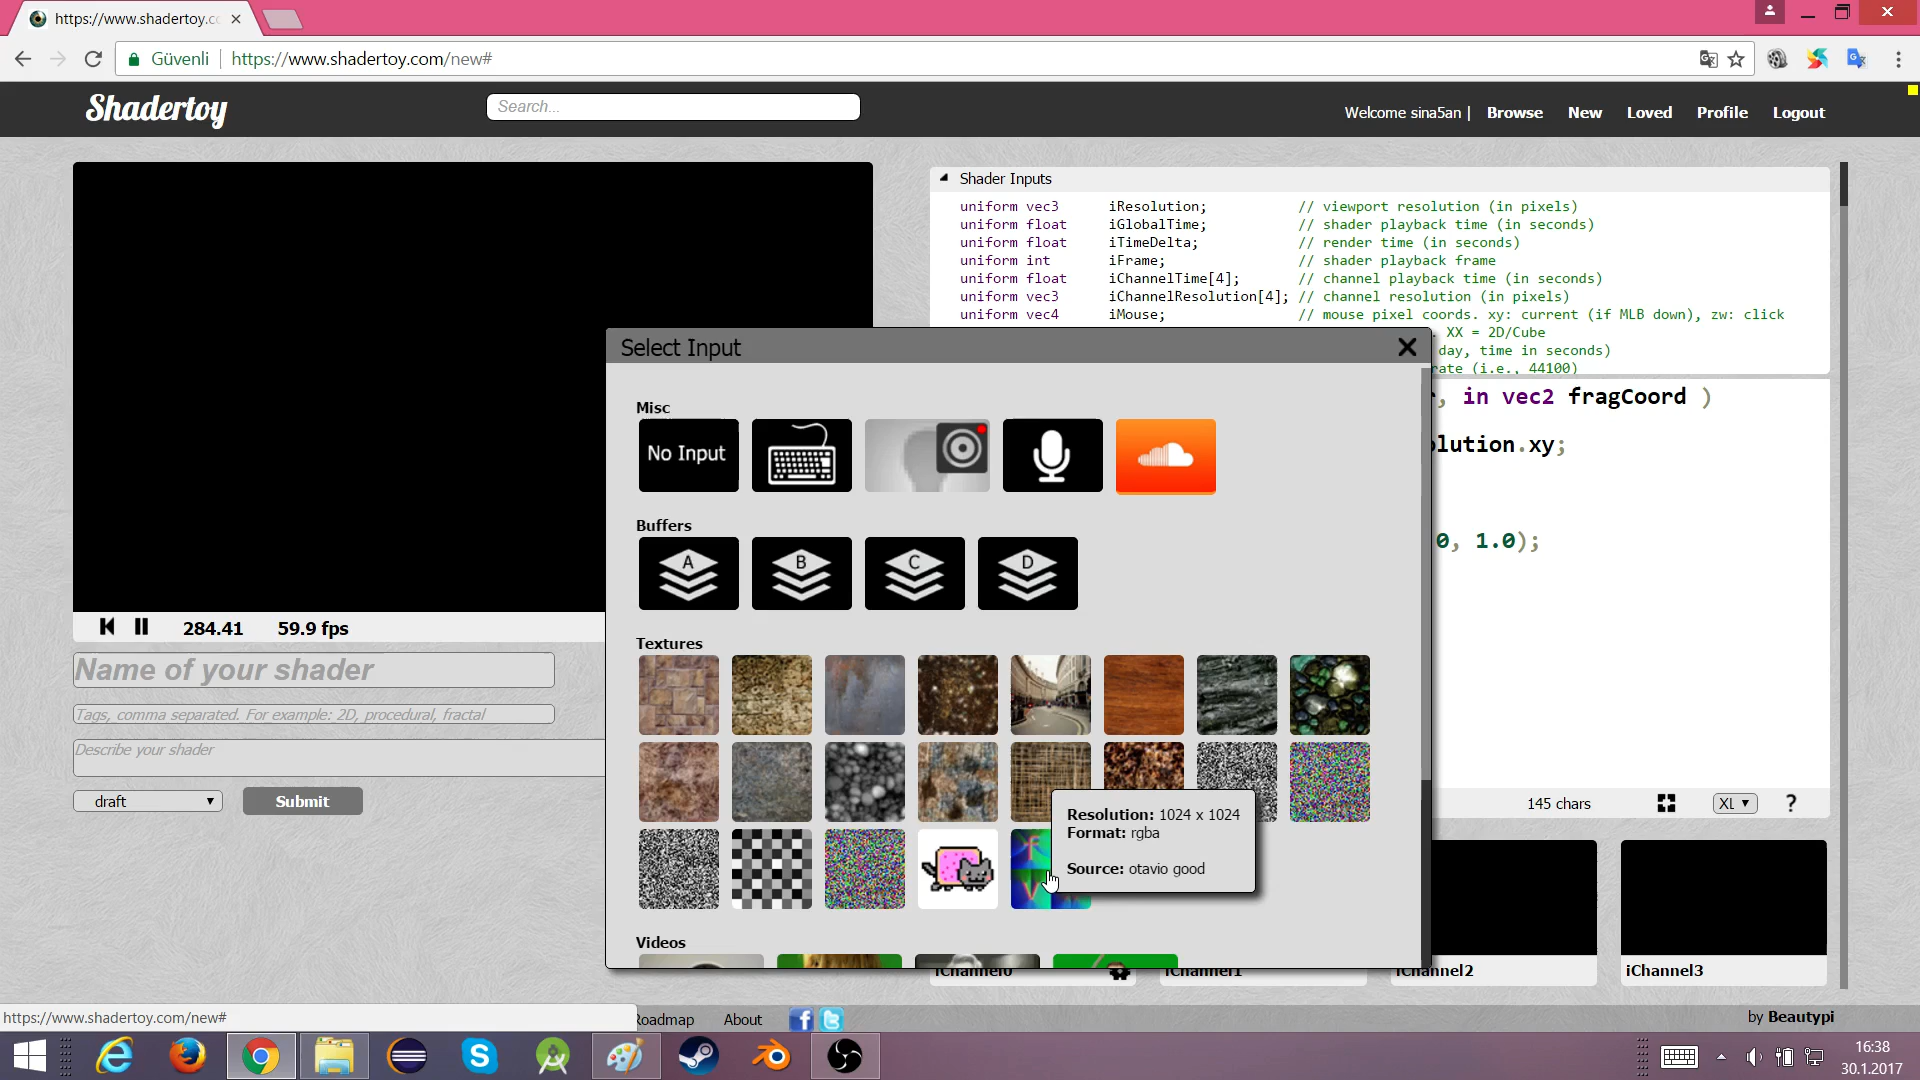 https://www.shadertoy.co
Güvenli
https://www.shadertoy.com/new#
Shadertoy
Search...
Welcome sina5an |
Browse
New
Loved
Profile
Logout
Shader Inputs
uniform vec3 iResolution; // viewport resolution (in pixels)
uniform float iGlobalTime; // shader playback time (in seconds)
uniform float iTimeDelta; // render time (in seconds)
uniform int iFrame; // shader playback frame
uniform float iChannelTime[4]; // channel playback time (in seconds)
uniform vec3 iChannelResolution[4]; // channel resolution (in pixels)
uniform vec4 iMouse; // mouse pixel coords. xy: current (if MLB down), zw: click
. XX = 2D/Cube
day, time in seconds)
rate (i.e., 44100)
, in vec2 fragCoord )
lution.xy;
0, 1.0);
Select Input
Misc
No Input
Buffers
A
B
C
D
Textures
Resolution: 1024 x 1024
Format: rgba
Source: otavio good
Videos
284.41
59.9 fps
Name of your shader
Tags, comma separated. For example: 2D, procedural, fractal
Describe your shader
draft
Submit
145 chars
XL
?
iChannel0
iChannel1
iChannel2
iChannel3
https://www.shadertoy.com/new#
Roadmap
About
by Beautypi
16:38
30.1.2017